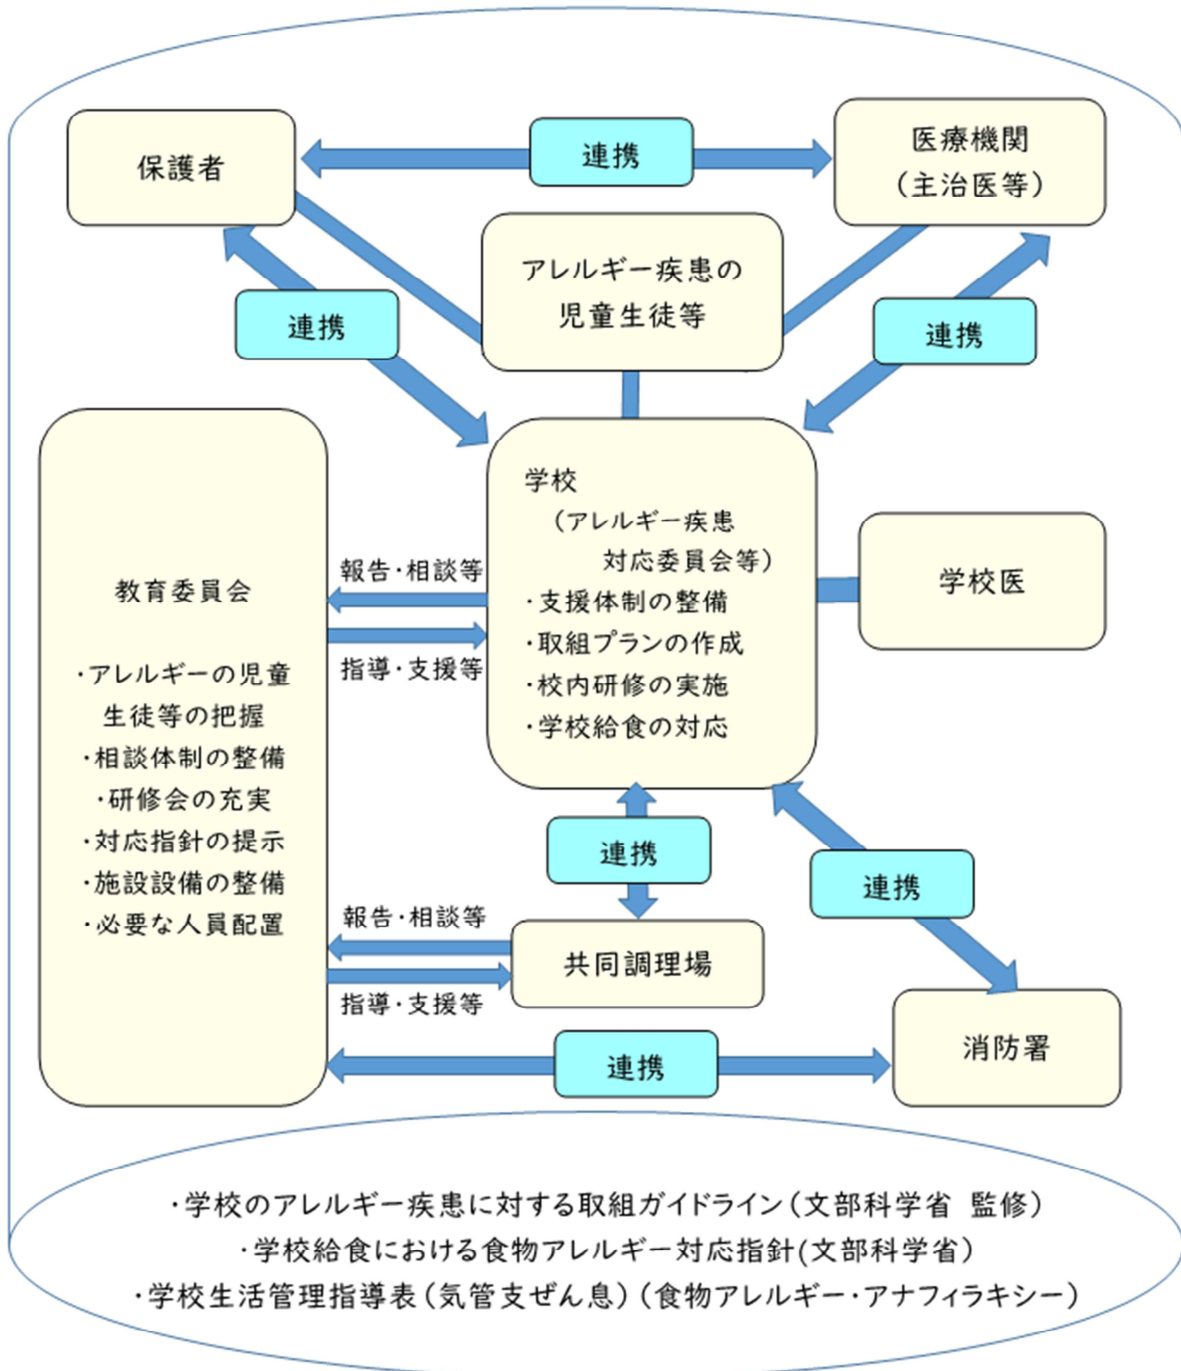 保護者
連携
医療機関
（主治医等）
アレルギー疾患の
児童生徒等
連携
連携
学校
（アレルギー疾患
対応委員会等）
・支援体制の整備
・取組プランの作成
・校内研修の実施
・学校給食の対応
報告・相談等
指導・支援等
学校医
教育委員会
・アレルギーの児童
生徒等の把握
・相談体制の整備
・研修会の充実
・対応指針の提示
・施設設備の整備
・必要な人員配置
連携
連携
報告・相談等
指導・支援等
共同調理場
消防署
連携
・学校のアレルギー疾患に対する取組ガイドライン（文部科学省 監修）
・学校給食における食物アレルギー対応指針(文部科学省）
・学校生活管理指導表（気管支ぜん息）（食物アレルギー・アナフィラキシー）